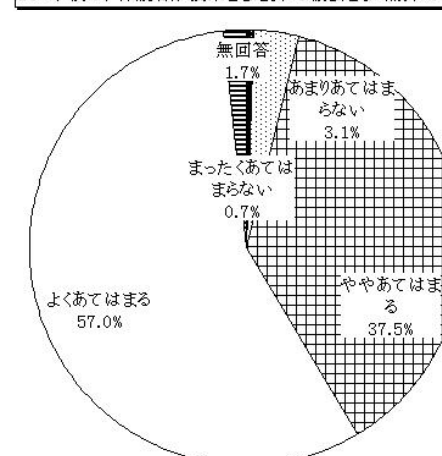 無回答
1.7%
あまりあてはま
らない
3.1%
まったくあては
まらない
0.7%
ややあてはま
る
37.5%
よくあてはまる
57.0%